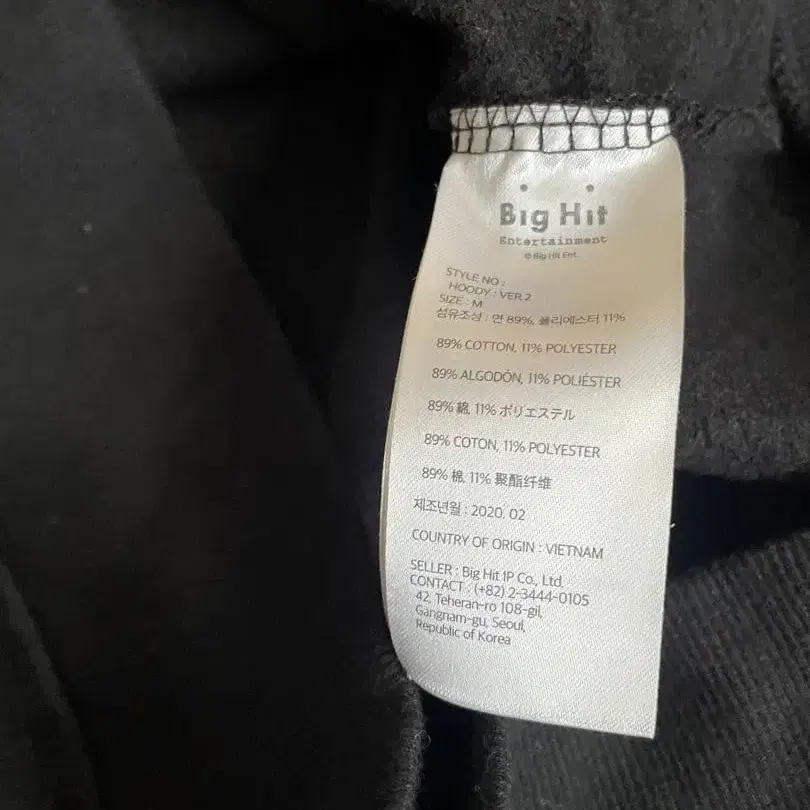 Big Hit
Entertainment
© Big Hit Ent.
STYLE NO :
HOODY : VER.2
SIZE : M
섬유조성 : 면 89%, 폴리에스터 11%
89% COTTON, 11% POLYESTER
89% ALGODÓN, 11% POLIÉSTER
89% 綿, 11% ポリエステル
89% COTON, 11% POLYESTER
89% 棉, 11% 聚酯纤维
제조년월 : 2020. 02
COUNTRY OF ORIGIN : VIETNAM
SELLER : Big Hit IP Co., Ltd.
CONTACT : (+82) 2-3444-0105
42, Teheran-ro 108-gil,
Gangnam-gu, Seoul,
Republic of Korea